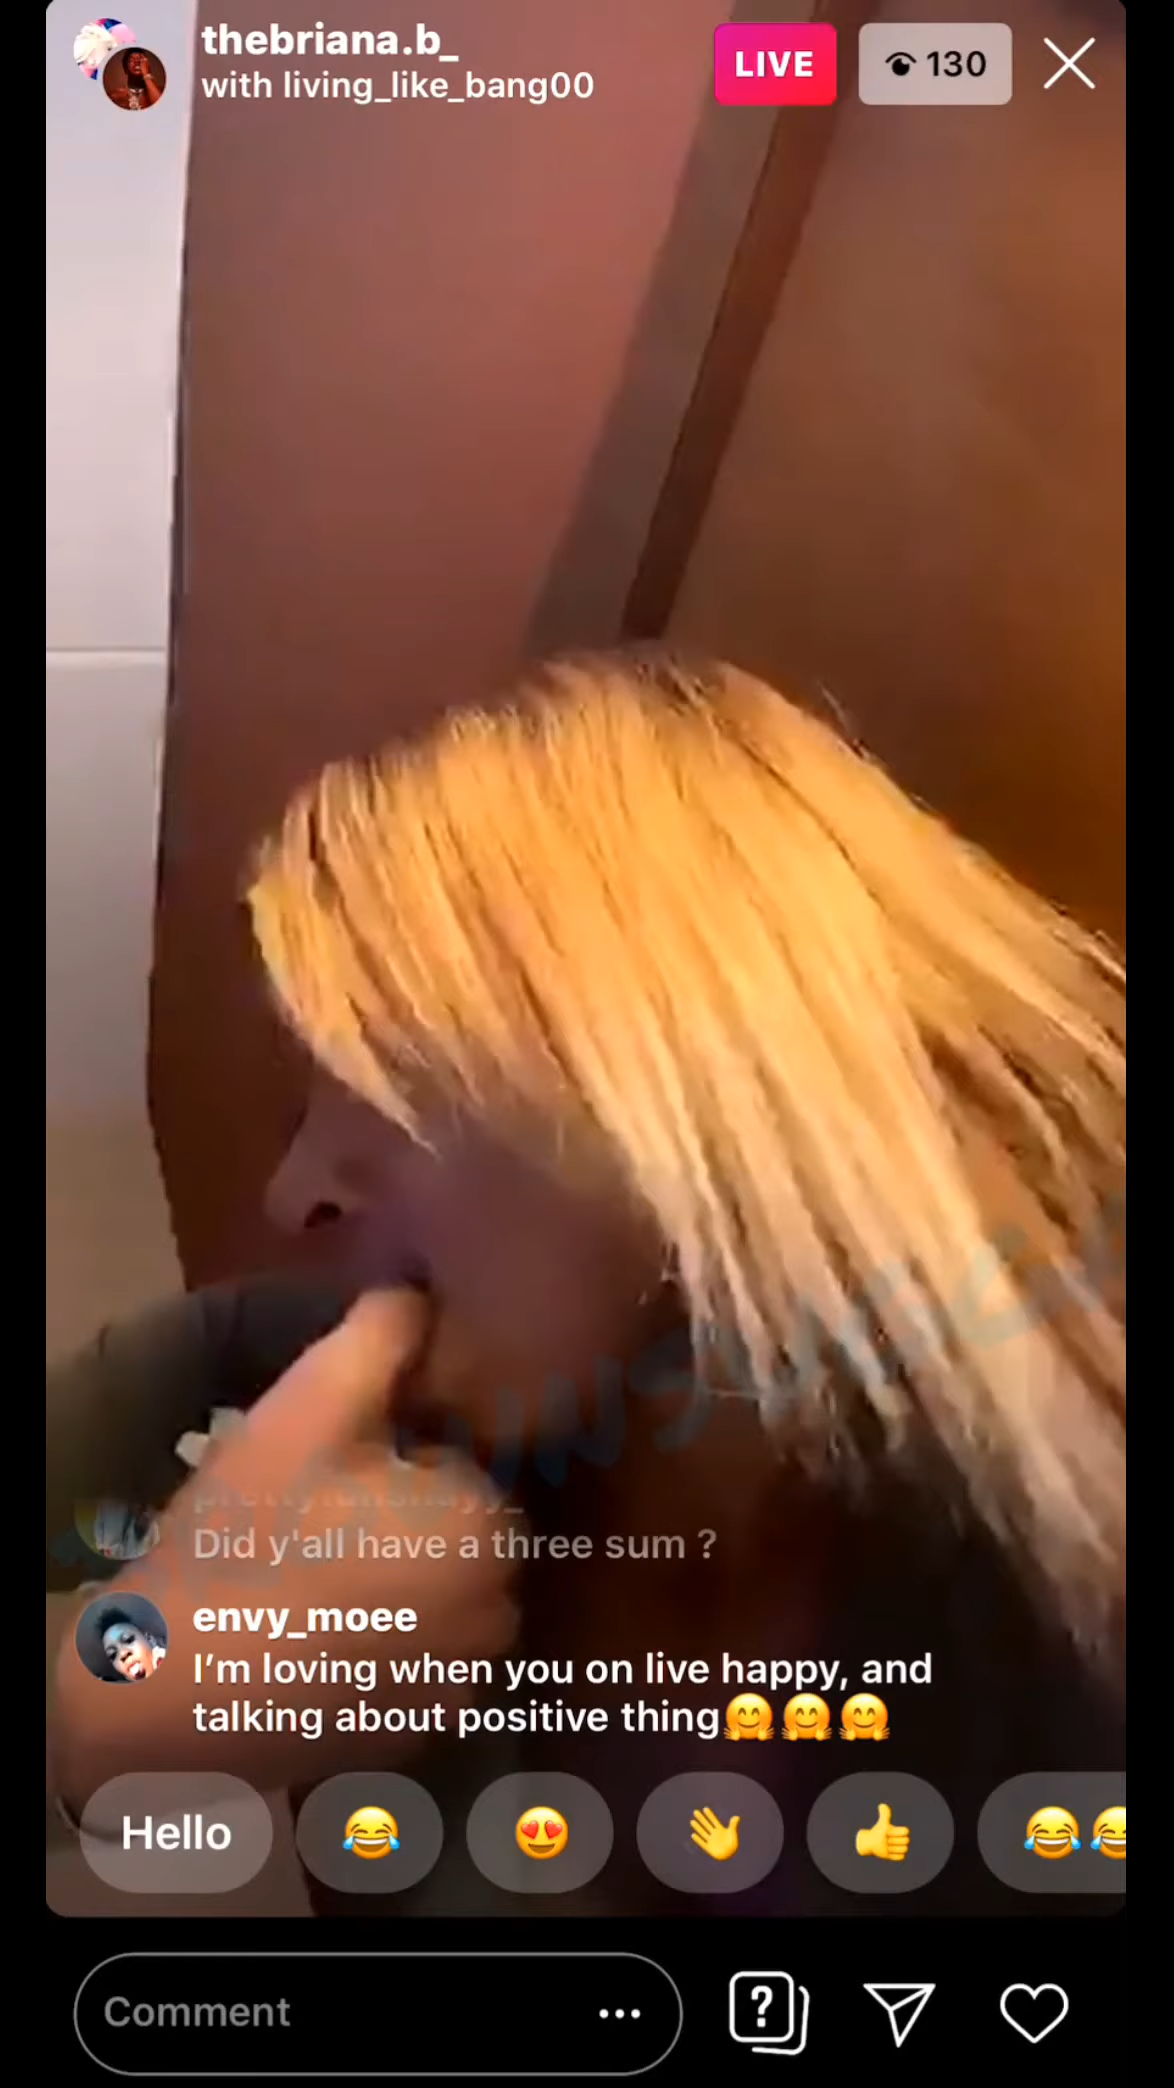 thebriana.b_
with living_like_bang00
LIVE
130
Did y'all have a three sum ?
envy_moee
I’m loving when you on live happy, and
talking about positive thing🤗🤗🤗
Hello
😂 😍 👋 👍 😂😂
Comment